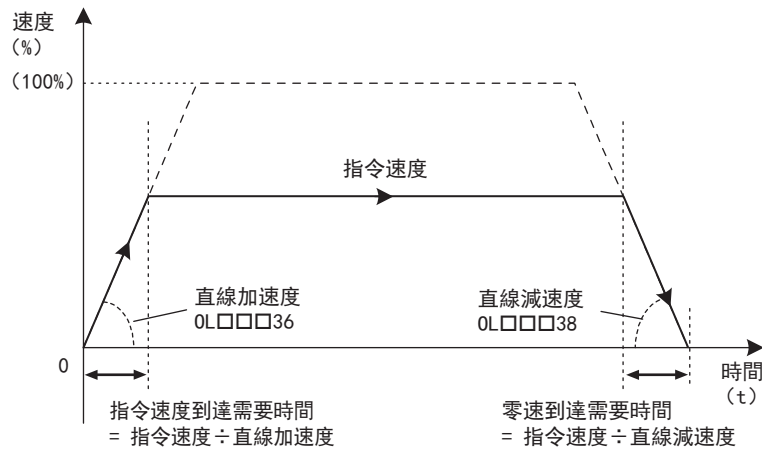 速度
(%)
(100%)
指令速度
直線加速度
OL□□□36
直線減速度
OL□□□38
0
時間
(t)
指令速度到達需要時間
= 指令速度÷直線加速度
零速到達需要時間
= 指令速度÷直線減速度